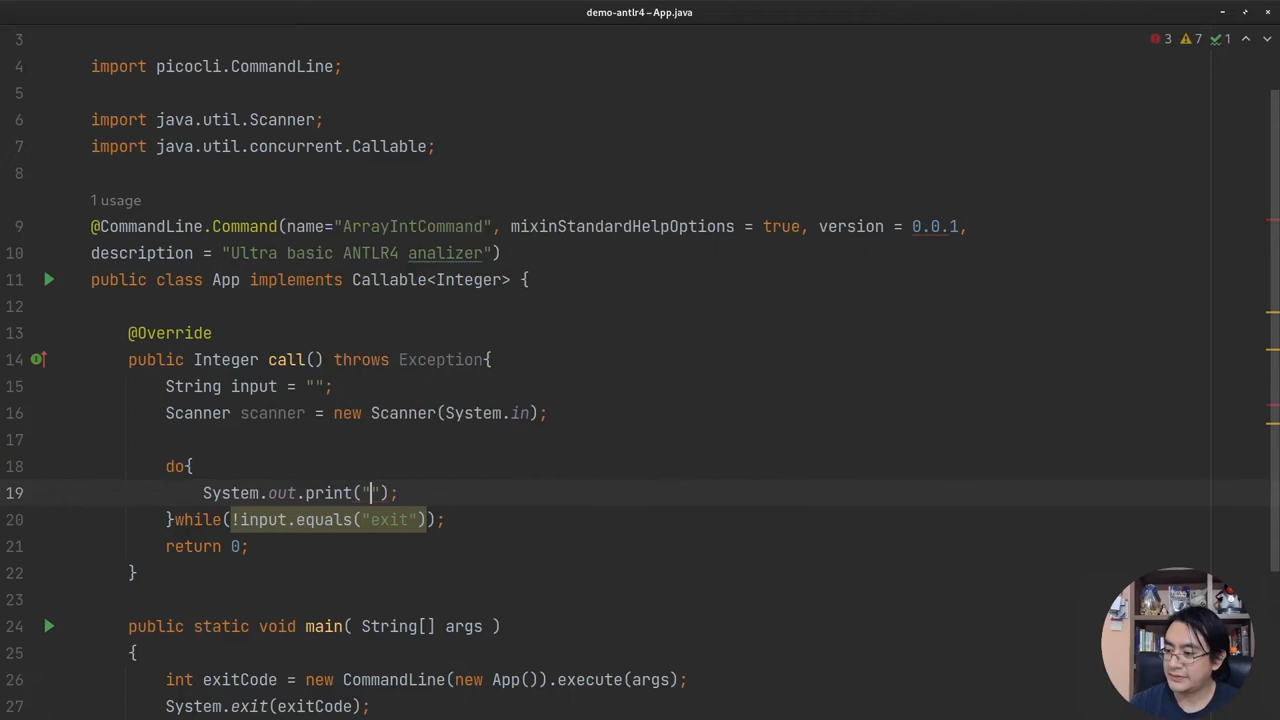 demo-antlr4 – App.java
3 7 1
3
4 import picocli.CommandLine;
5
6 import java.util.Scanner;
7 import java.util.concurrent.Callable;
8
1 usage
9 @CommandLine.Command(name="ArrayIntCommand", mixinStandardHelpOptions = true, version = 0.0.1,
10 description = "Ultra basic ANTLR4 analizer")
11 public class App implements Callable<Integer> {
12
13 @Override
14 public Integer call() throws Exception{
15 String input = "";
16 Scanner scanner = new Scanner(System.in);
17
18 do{
19 System.out.print("");
20 }while(!input.equals("exit"));
21 return 0;
22 }
23
24 public static void main( String[] args )
25 {
26 int exitCode = new CommandLine(new App()).execute(args);
27 System.exit(exitCode);